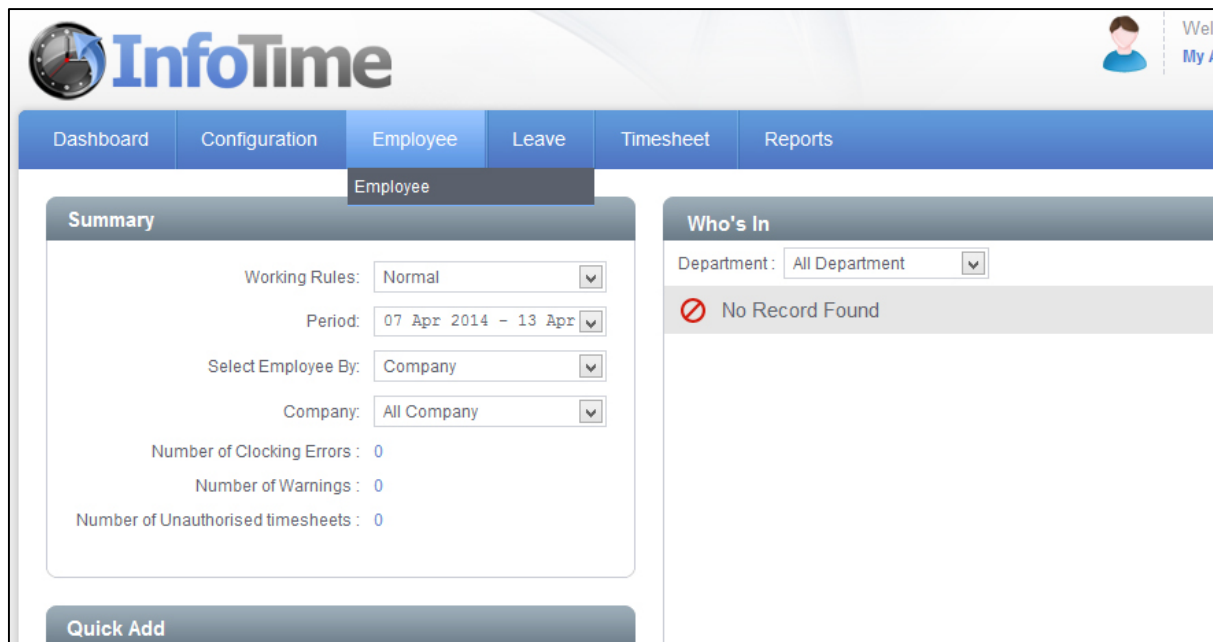 InfoTime
Wel
My A
Dashboard Configuration Employee Leave Timesheet Reports
Employee
Summary
Working Rules: Normal
Period: 07 Apr 2014 - 13 Apr
Select Employee By: Company
Company: All Company
Number of Clocking Errors : 0
Number of Warnings : 0
Number of Unauthorised timesheets : 0
Quick Add
Who's In
Department : All Department
No Record Found